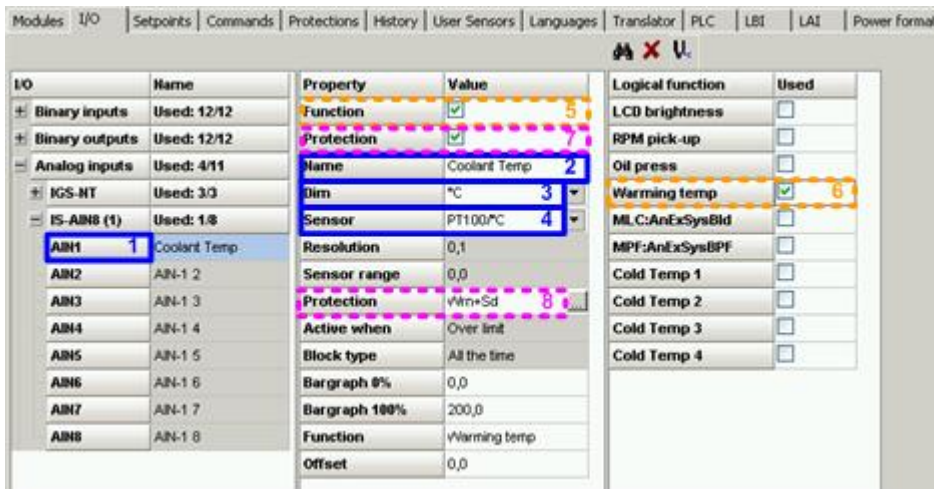 Modules I/O Setpoints Commands Protections History User Sensors Languages Translator PLC LBI LAI Power format
I/O Name Property Value Logical function Used
Binary inputs Used: 12/12 Function 5 LCD brightness
Binary outputs Used: 12/12 Protection 7 RPM pick-up
Analog inputs Used: 4/11 Name Coolant Temp 2 Oil press
IGS-NT Used: 3/3 Dim °C 3 Warming temp 6
IS-AIN8 (1) Used: 1/8 Sensor PT100/°C 4 MLC:AnExSysBld
AIN1 1 Coolant Temp Resolution 0,1 MPF:AnExSysBPF
AIN2 AIN-1 2 Sensor range 0,0 Cold Temp 1
AIN3 AIN-1 3 Protection Wrn+Sd 8 ... Cold Temp 2
AIN4 AIN-1 4 Active when Over limit Cold Temp 3
AIN5 AIN-1 5 Block type All the time Cold Temp 4
AIN6 AIN-1 6 Bargraph 0% 0,0
AIN7 AIN-1 7 Bargraph 100% 200,0
AIN8 AIN-1 8 Function Warming temp
Offset 0,0